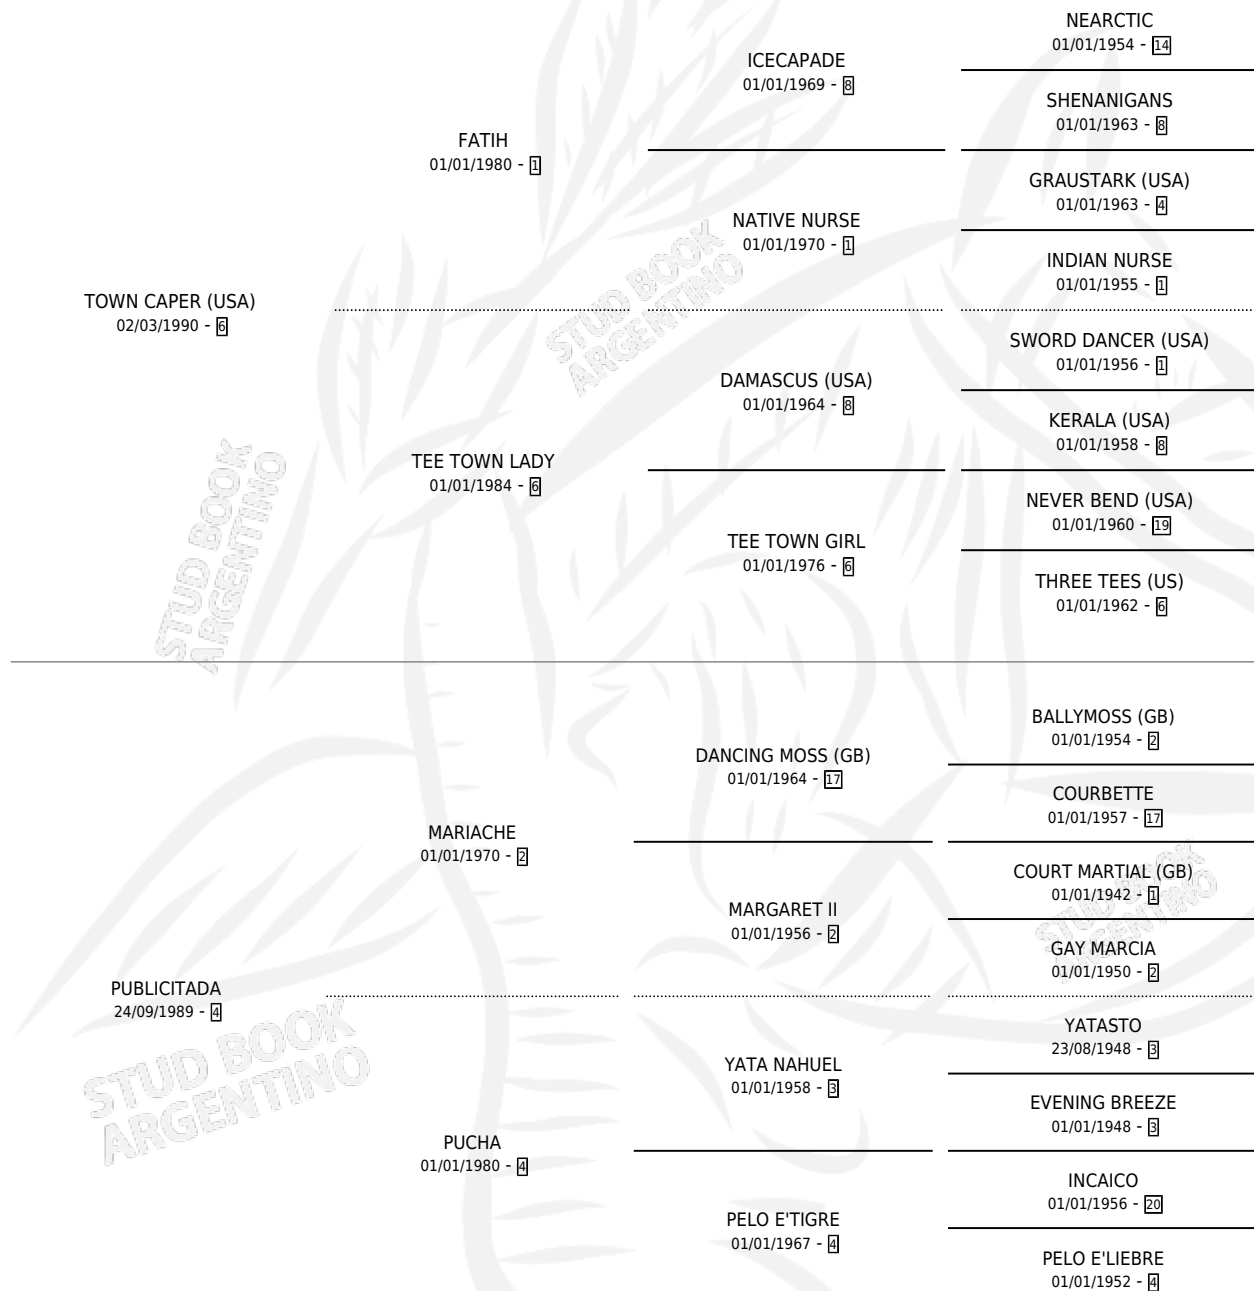 NEARCTIC
01/01/1954 - 14
ICECAPADE
01/01/1969 - 8
SHENANIGANS
01/01/1963 - 8
FATIH
01/01/1980 - 1
GRAUSTARK (USA)
01/01/1963 - 4
NATIVE NURSE
01/01/1970 - 1
INDIAN NURSE
01/01/1955 - 1
TOWN CAPER (USA)
02/03/1990 - 6
SWORD DANCER (USA)
01/01/1956 - 1
DAMASCUS (USA)
01/01/1964 - 8
KERALA (USA)
01/01/1958 - 8
TEE TOWN LADY
01/01/1984 - 6
NEVER BEND (USA)
01/01/1960 - 19
TEE TOWN GIRL
01/01/1976 - 6
THREE TEES (US)
01/01/1962 - 6
BALLYMOSS (GB)
01/01/1954 - 2
DANCING MOSS (GB)
01/01/1964 - 17
COURBETTE
01/01/1957 - 17
MARIACHE
01/01/1970 - 2
COURT MARTIAL (GB)
01/01/1942 - 1
MARGARET II
01/01/1956 - 2
GAY MARCIA
01/01/1950 - 2
PUBLICITADA
24/09/1989 - 4
YATASTO
23/08/1948 - 3
YATA NAHUEL
01/01/1958 - 3
EVENING BREEZE
01/01/1948 - 3
PUCHA
01/01/1980 - 4
INCAICO
01/01/1956 - 20
PELO E'TIGRE
01/01/1967 - 4
PELO E'LIEBRE
01/01/1952 - 4
STUD BOOK
ARGENTINO
STUD BOOK
ARGENTINO
STUD BOOK
ARGENTINO
STUD BOOK
ARGENTINO